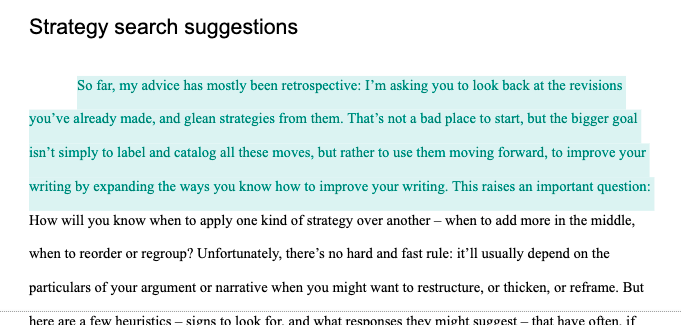 Strategy search suggestions
So far, my advice has mostly been retrospective: I’m asking you to look back at the revisions
you’ve already made, and glean strategies from them. That’s not a bad place to start, but the bigger goal
isn’t simply to label and catalog all these moves, but rather to use them moving forward, to improve your
writing by expanding the ways you know how to improve your writing. This raises an important question:
How will you know when to apply one kind of strategy over another – when to add more in the middle,
when to reorder or regroup? Unfortunately, there’s no hard and fast rule: it’ll usually depend on the
particulars of your argument or narrative when you might want to restructure, or thicken, or reframe. But
here are a few heuristics – signs to look for, and what responses they might suggest – that have often, if